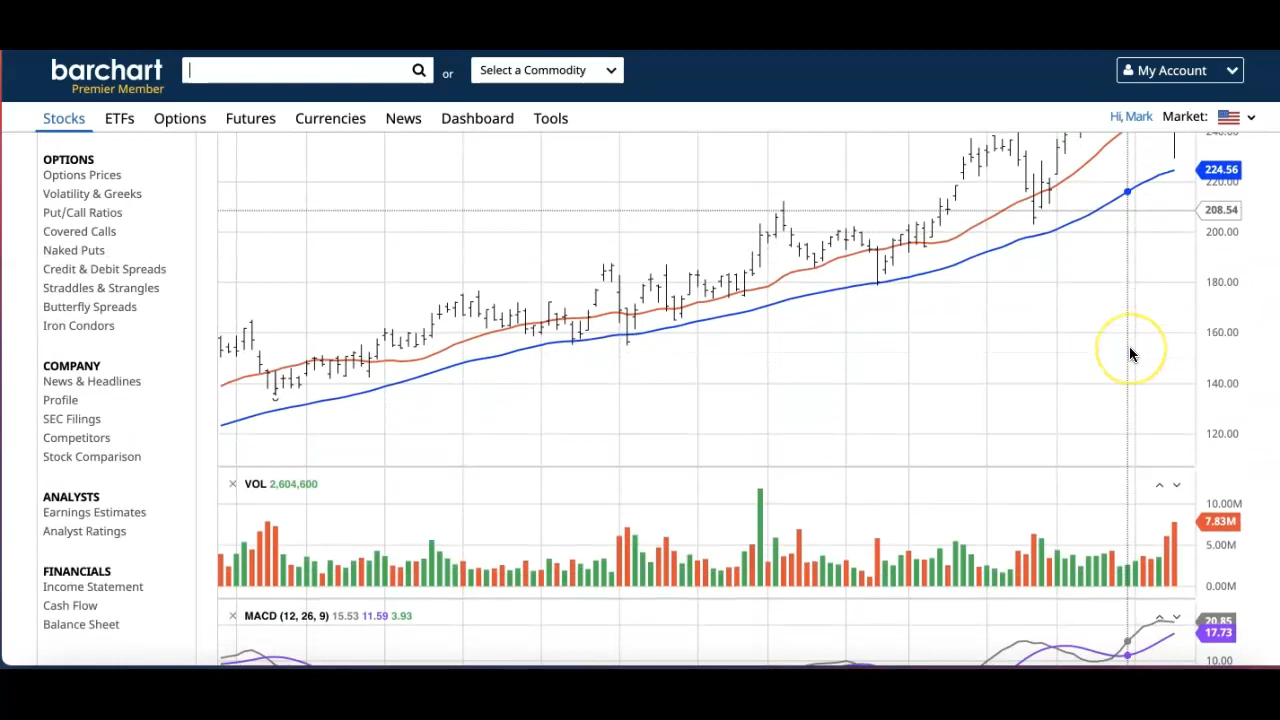 barchart
Premier Member
or
Select a Commodity
My Account
Stocks
ETFs
Options
Futures
Currencies
News
Dashboard
Tools
Hi, Mark
Market:
OPTIONS
Options Prices
Volatility & Greeks
Put/Call Ratios
Covered Calls
Naked Puts
Credit & Debit Spreads
Straddles & Strangles
Butterfly Spreads
Iron Condors
COMPANY
News & Headlines
Profile
SEC Filings
Competitors
Stock Comparison
ANALYSTS
Earnings Estimates
Analyst Ratings
FINANCIALS
Income Statement
Cash Flow
Balance Sheet
240.00
224.56
220.00
208.54
200.00
180.00
160.00
140.00
120.00
VOL 2,604,600
10.00M
7.83M
5.00M
0.00M
MACD (12, 26, 9) 15.53 11.59 3.93
20.85
17.73
10.00